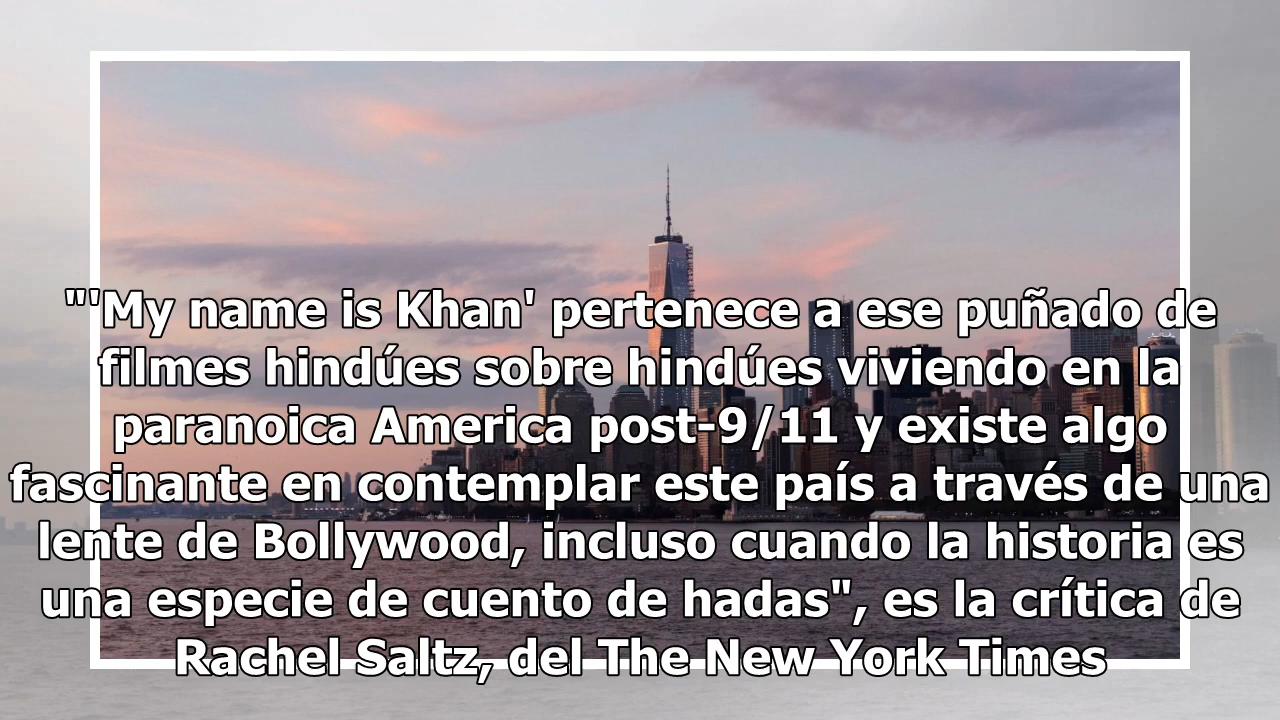 "'My name is Khan' pertenece a ese puñado de
filmes hindúes sobre hindúes viviendo en la
paranoica America post-9/11 y existe algo
fascinante en contemplar este país a través de una
lente de Bollywood, incluso cuando la historia es
una especie de cuento de hadas", es la crítica de
Rachel Saltz, del The New York Times